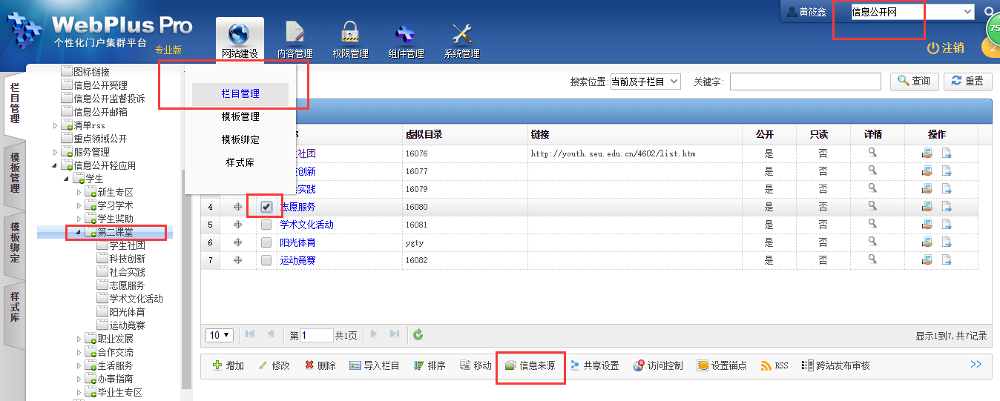 WebPlus Pro
个性化门户集群平台 专业版
网站建设 内容管理 权限管理 组件管理 系统管理
黄筱鑫 信息公开网
75
注销
栏目管理
模板管理
模板绑定
样式库
图标链接
信息公开受理
信息公开监督投诉
信息公开邮箱
清单rss
重点领域公开
服务管理
信息公开轻应用
学生
新生专区
学习学术
学生奖助
第二课堂
学生社团
科技创新
社会实践
志愿服务
学术文化活动
阳光体育
运动竞赛
职业发展
合作交流
生活服务
办事指南
毕业生专区
栏目管理
模板管理
模板绑定
样式库
搜索位置: 当前及子栏目 关键字: 查询 重置
虚拟目录 链接 公开 只读 详情 操作
生社团 16076 http://youth.seu.edu.cn/4602/list.htm 是 否
创新 16077 是 否
实践 16079 是 否
4 志愿服务 16080 是 否
5 学术文化活动 16081 是 否
6 阳光体育 ygty 是 否
7 运动竞赛 16082 是 否
10 第 1 共1页 显示1到7,共7记录
增加 修改 删除 导入栏目 排序 移动 信息来源 共享设置 访问控制 设置锚点 RSS 跨站发布审核 >>